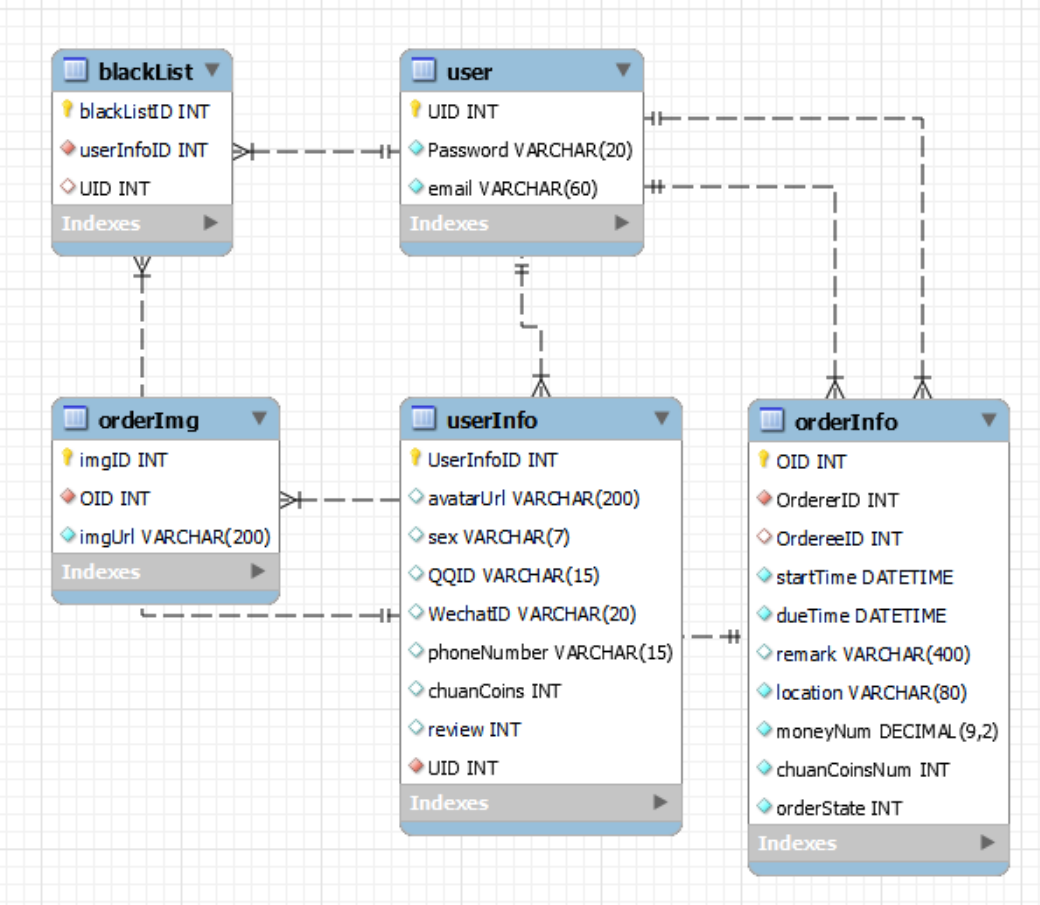 blackList
blackListID INT
userInfoID INT
UID INT
Indexes
user
UID INT
Password VARCHAR(20)
email VARCHAR(60)
Indexes
orderImg
imgID INT
OID INT
imgUrl VARCHAR(200)
Indexes
userInfo
UserInfoID INT
avatarUrl VARCHAR(200)
sex VARCHAR(7)
QQID VARCHAR(15)
WechatID VARCHAR(20)
phoneNumber VARCHAR(15)
chuanCoins INT
review INT
UID INT
Indexes
orderInfo
OID INT
OrdererID INT
OrdereeID INT
startTime DATETIME
dueTime DATETIME
remark VARCHAR(400)
location VARCHAR(80)
moneyNum DECIMAL(9,2)
chuanCoinsNum INT
orderState INT
Indexes